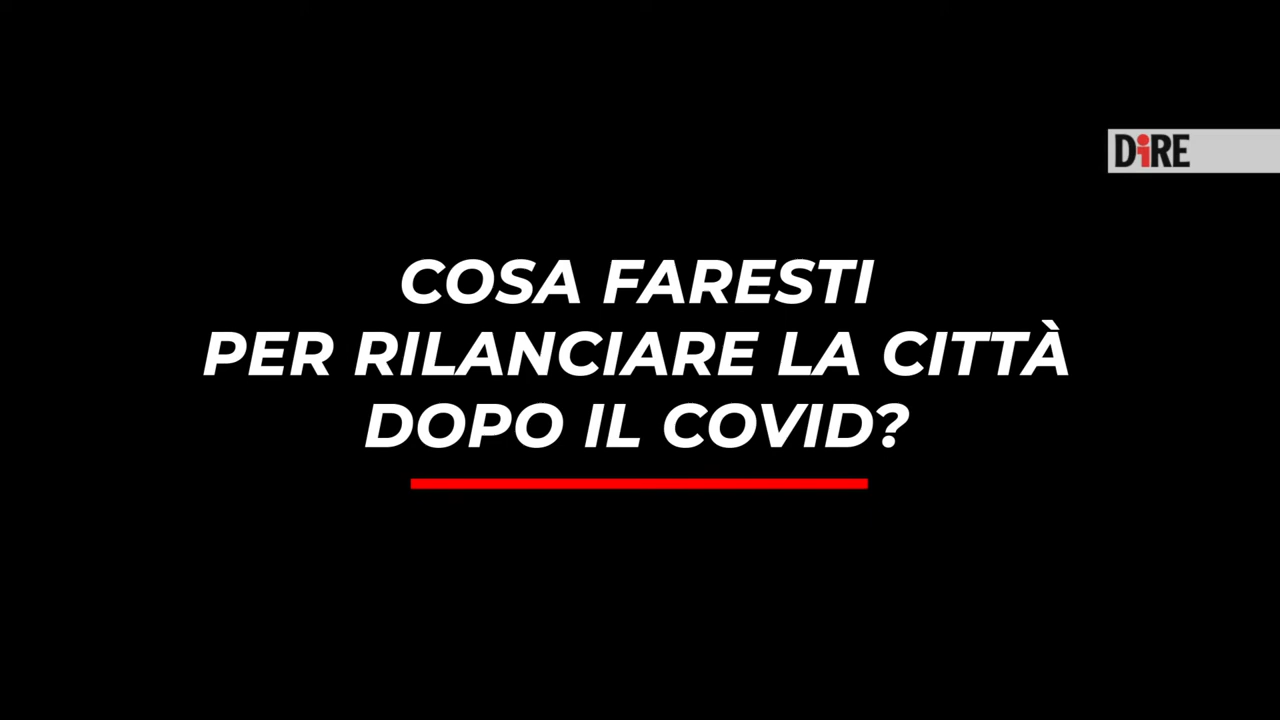 DiRE
COSA FARESTI
PER RILANCIARE LA CITTÀ
DOPO IL COVID?